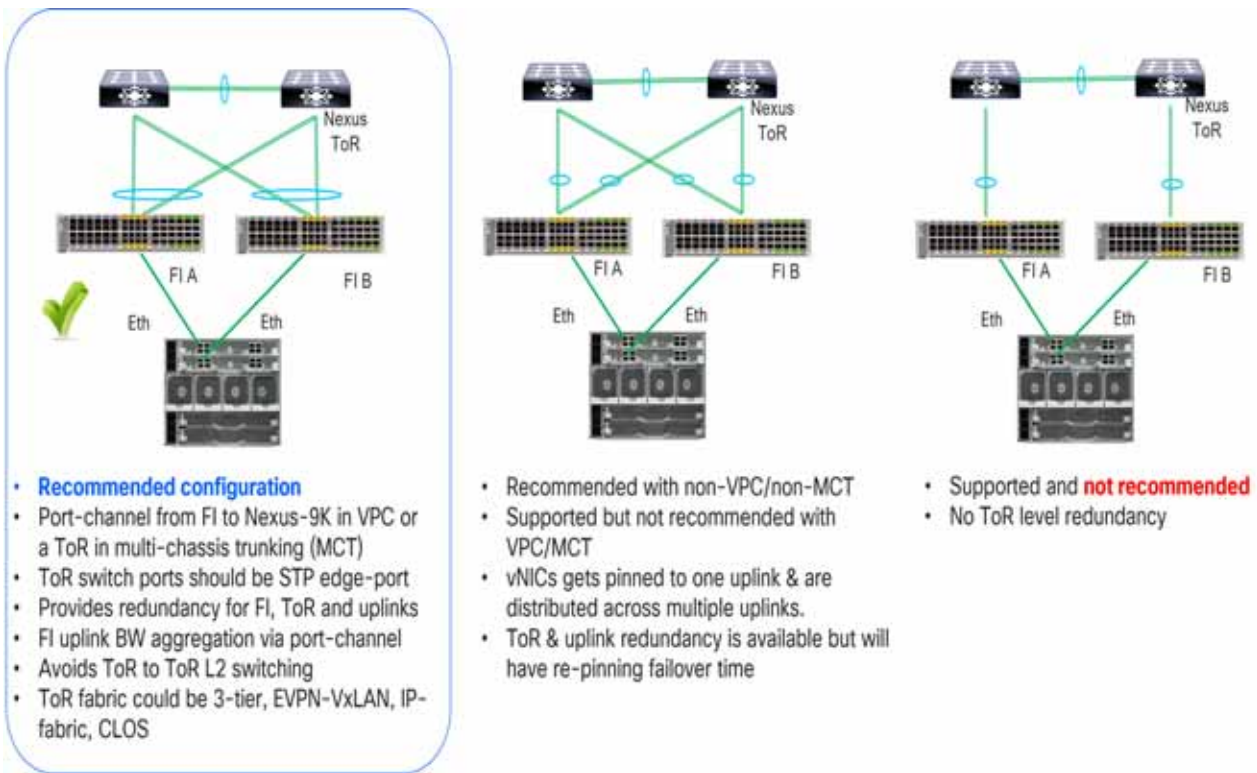 Nexus
ToR
FI A
FI B
Eth
Eth
• Recommended configuration
• Port-channel from FI to Nexus-9K in VPC or
a ToR in multi-chassis trunking (MCT)
• ToR switch ports should be STP edge-port
• Provides redundancy for FI, ToR and uplinks
• FI uplink BW aggregation via port-channel
• Avoids ToR to ToR L2 switching
• ToR fabric could be 3-tier, EVPN-VxLAN, IP-
fabric, CLOS
Nexus
ToR
FI A
FI B
Eth
Eth
• Recommended with non-VPC/non-MCT
• Supported but not recommended with
VPC/MCT
• vNICs gets pinned to one uplink & are
distributed across multiple uplinks.
• ToR & uplink redundancy is available but will
have re-pinning failover time
Nexus
ToR
FI A
FI B
Eth
Eth
• Supported and not recommended
• No ToR level redundancy